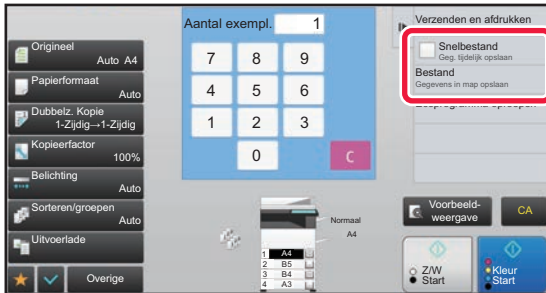 Aantal exempl. 1
Verzenden en afdrukken
Origineel
Auto A4
Papierformaat
Auto
Dubbelz. Kopie
1-Zijdig→1-Zijdig
Kopieerfactor
100%
Belichting
Auto
Sorteren/groepen
Auto
Uitvoerlade
Overige
7 8 9
4 5 6
1 2 3
0 C
Snelbestand
Geg. tijdelijk opslaan
Bestand
Gegevens in map opslaan
Normaal
A4
1 A4
2 B5
3 B4
4 A3
Voorbeeld-
weergave
CA
Z/W
Start
Kleur
Start